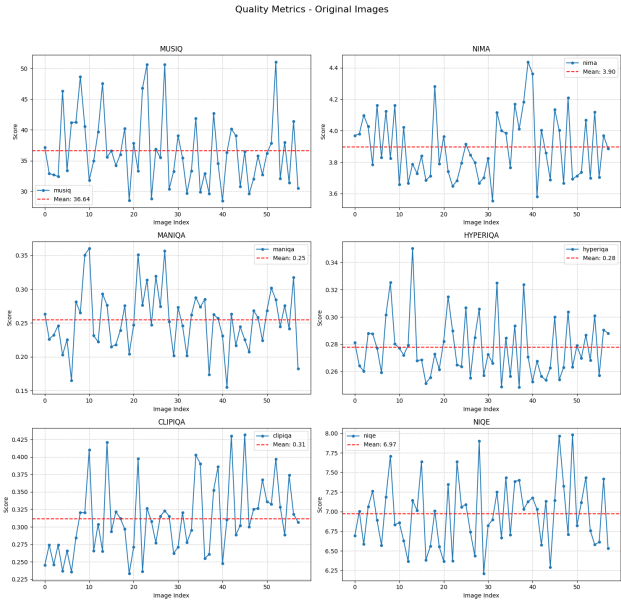 Quality Metrics - Original Images
MUSIQ
Score
50
45
40
35
30
musiq
Mean: 36.64
0 10 20 30 40 50
Image Index
NIMA
Score
4.4
4.2
4.0
3.8
3.6
nima
Mean: 3.90
0 10 20 30 40 50
Image Index
MANIQA
Score
0.35
0.30
0.25
0.20
0.15
maniqa
Mean: 0.25
0 10 20 30 40 50
Image Index
HYPERIQA
Score
0.34
0.32
0.30
0.28
0.26
hyperiqa
Mean: 0.28
0 10 20 30 40 50
Image Index
CLIPIQA
Score
0.425
0.400
0.375
0.350
0.325
0.300
0.275
0.250
0.225
clipiqa
Mean: 0.31
0 10 20 30 40 50
Image Index
NIQE
Score
8.00
7.75
7.50
7.25
7.00
6.75
6.50
6.25
niqe
Mean: 6.97
0 10 20 30 40 50
Image Index